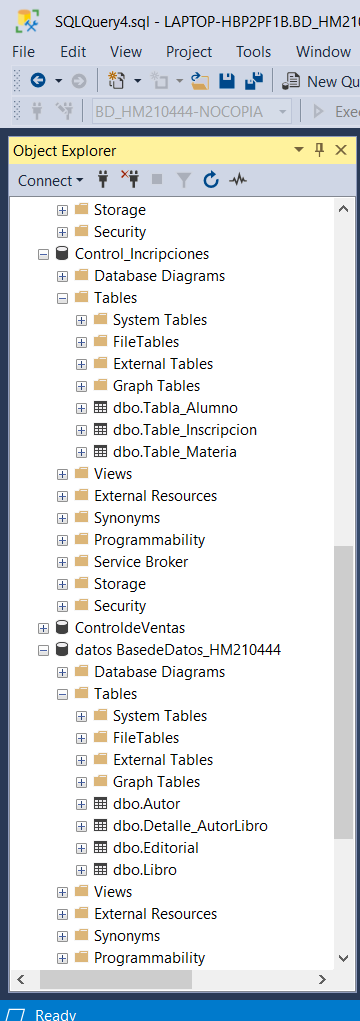 SQLQuery4.sql - LAPTOP-HBP2PF1B.BD_HM210
File Edit View Project Tools Window
New Qu
BD_HM210444-NOCOPIA Exe
Object Explorer
Connect
Storage
Security
Control_Incripciones
Database Diagrams
Tables
System Tables
FileTables
External Tables
Graph Tables
dbo.Tabla_Alumno
dbo.Table_Inscripcion
dbo.Table_Materia
Views
External Resources
Synonyms
Programmability
Service Broker
Storage
Security
ControldeVentas
datos BasedeDatos_HM210444
Database Diagrams
Tables
System Tables
FileTables
External Tables
Graph Tables
dbo.Autor
dbo.Detalle_AutorLibro
dbo.Editorial
dbo.Libro
Views
External Resources
Synonyms
Programmability
Ready